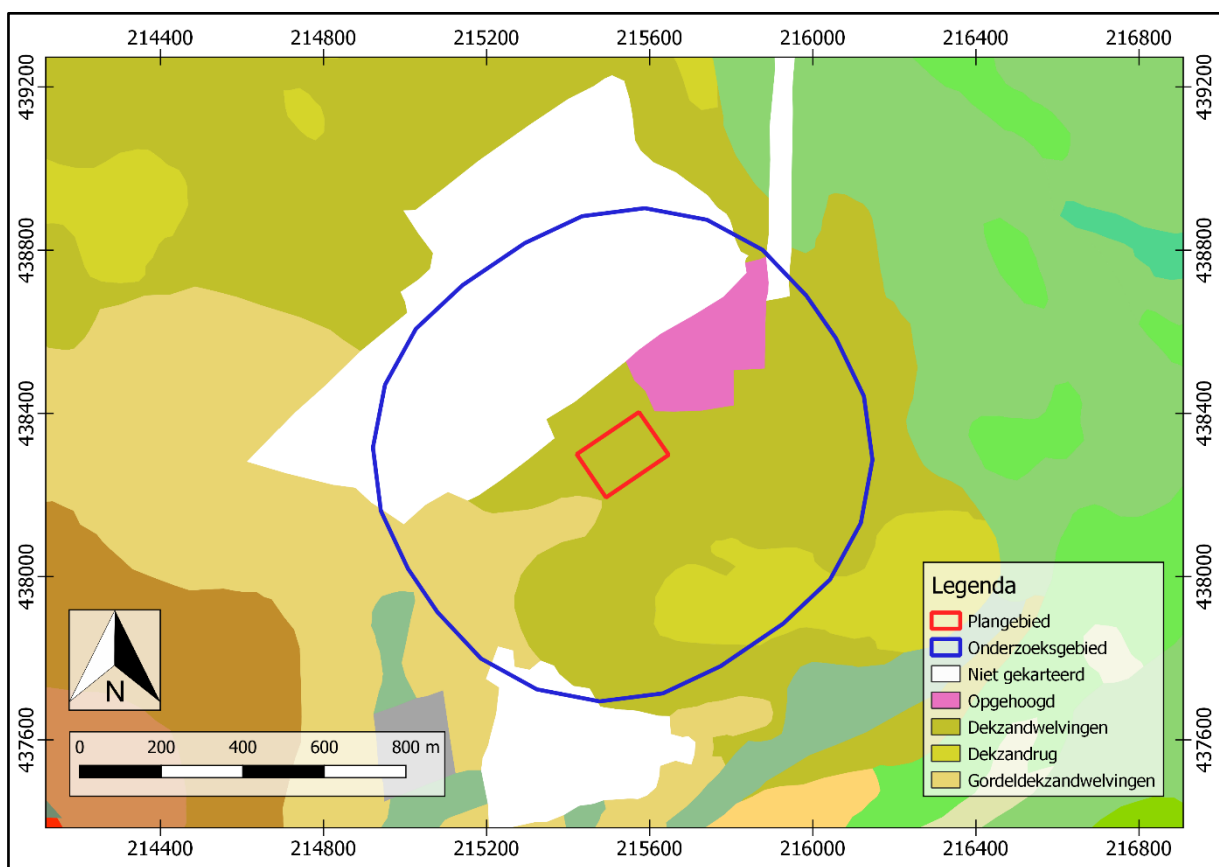 214400 214800 215200 215600 216000 216400 216800
439200 439200
438800 438800
438400 438400
438000 438000
437600 437600
Legenda
Plangebied
Onderzoeksgebied
Niet gekarteerd
Opgehoogd
Dekzandwelvingen
Dekzandrug
Gordeldekzandwelvingen
N
0 200 400 600 800 m
214400 214800 215200 215600 216000 216400 216800